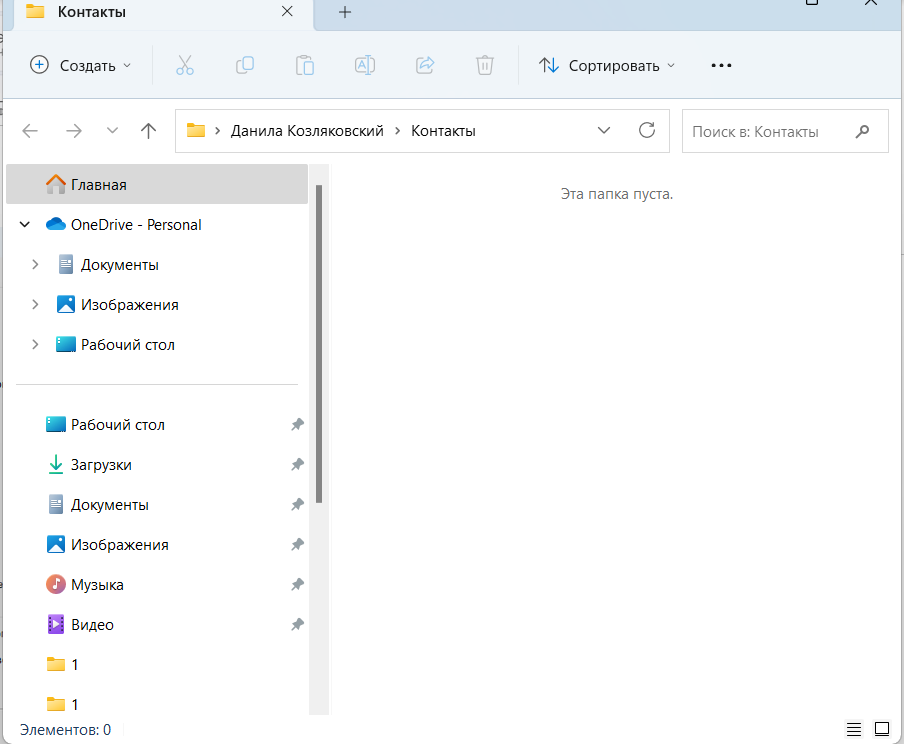 Контакты
Создать
Сортировать
Данила Козляковский
Контакты
Поиск в: Контакты
Главная
Эта папка пуста.
OneDrive - Personal
Документы
Изображения
Рабочий стол
Рабочий стол
Загрузки
Документы
Изображения
Музыка
Видео
1
1
Элементов: 0